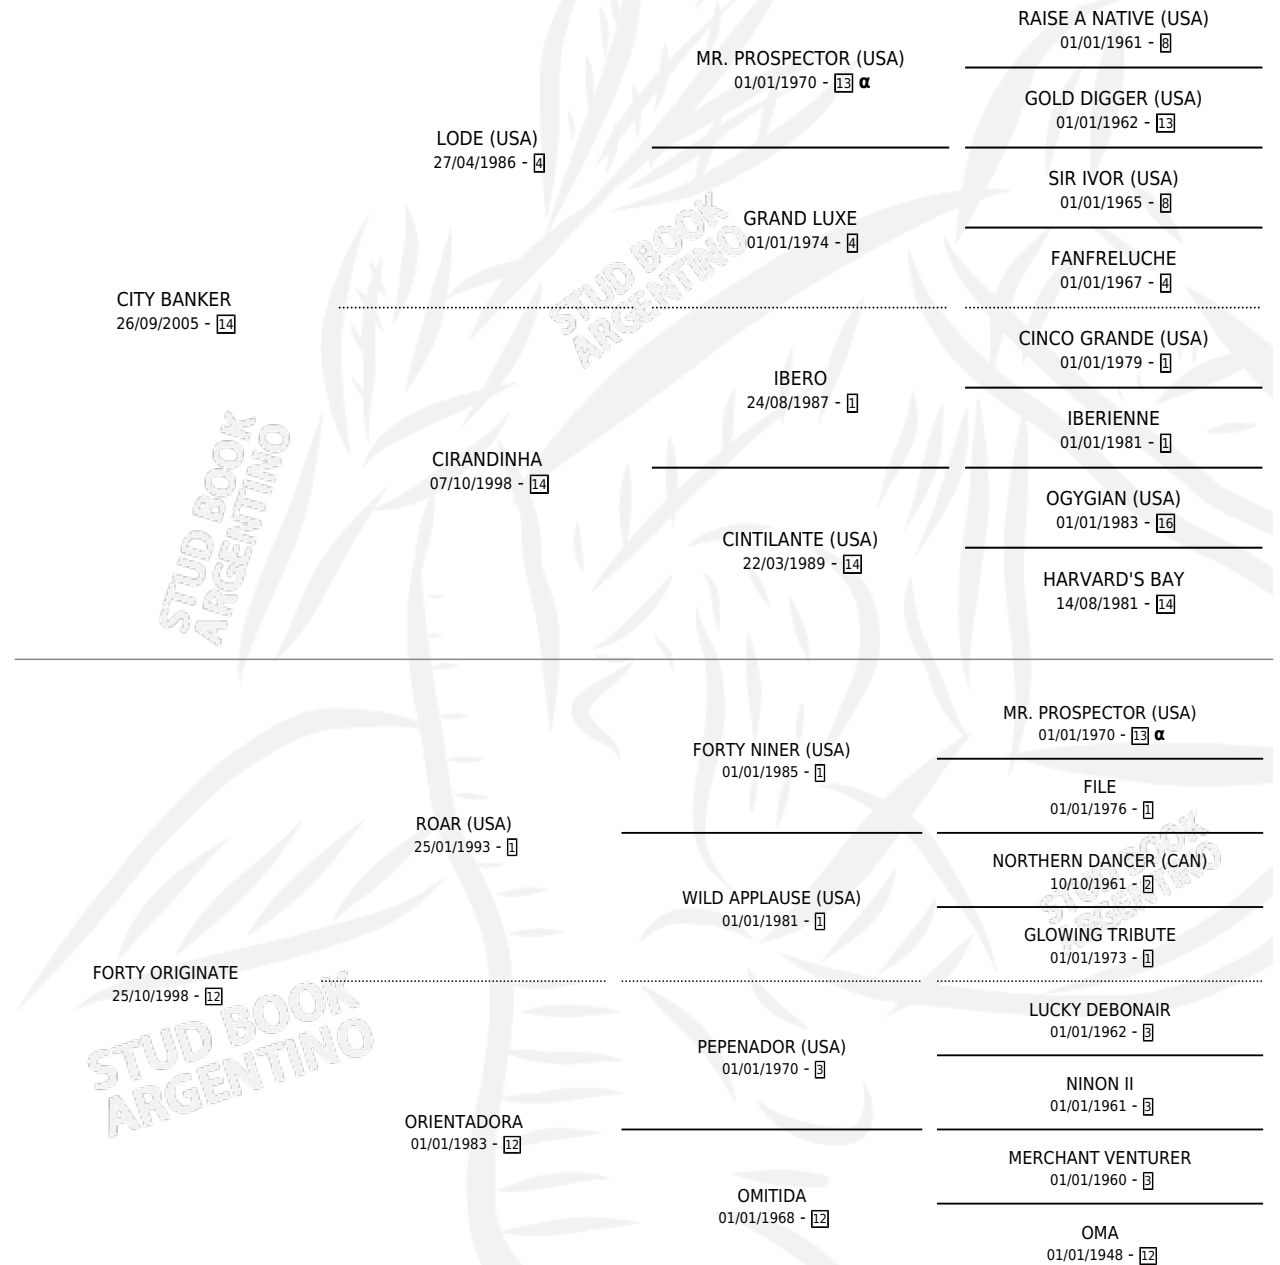 RAISE A NATIVE (USA)
01/01/1961 - 8
MR. PROSPECTOR (USA)
01/01/1970 - 13 α
GOLD DIGGER (USA)
01/01/1962 - 13
LODE (USA)
27/04/1986 - 4
SIR IVOR (USA)
01/01/1965 - 8
GRAND LUXE
01/01/1974 - 4
FANFRELUCHE
01/01/1967 - 4
CITY BANKER
26/09/2005 - 14
CINCO GRANDE (USA)
01/01/1979 - 1
IBERO
24/08/1987 - 1
IBERIENNE
01/01/1981 - 1
CIRANDINHA
07/10/1998 - 14
OGYGIAN (USA)
01/01/1983 - 16
CINTILANTE (USA)
22/03/1989 - 14
HARVARD'S BAY
14/08/1981 - 14
MR. PROSPECTOR (USA)
01/01/1970 - 13 α
FORTY NINER (USA)
01/01/1985 - 1
FILE
01/01/1976 - 1
ROAR (USA)
25/01/1993 - 1
NORTHERN DANCER (CAN)
10/10/1961 - 2
WILD APPLAUSE (USA)
01/01/1981 - 1
GLOWING TRIBUTE
01/01/1973 - 1
FORTY ORIGINATE
25/10/1998 - 12
LUCKY DEBONAIR
01/01/1962 - 3
PEPENADOR (USA)
01/01/1970 - 3
NINON II
01/01/1961 - 3
ORIENTADORA
01/01/1983 - 12
MERCHANT VENTURER
01/01/1960 - 3
OMITIDA
01/01/1968 - 12
OMA
01/01/1948 - 12
STUD BOOK
ARGENTINO
STUD BOOK
ARGENTINO
STUD BOOK
ARGENTINO
STUD BOOK
ARGENTINO